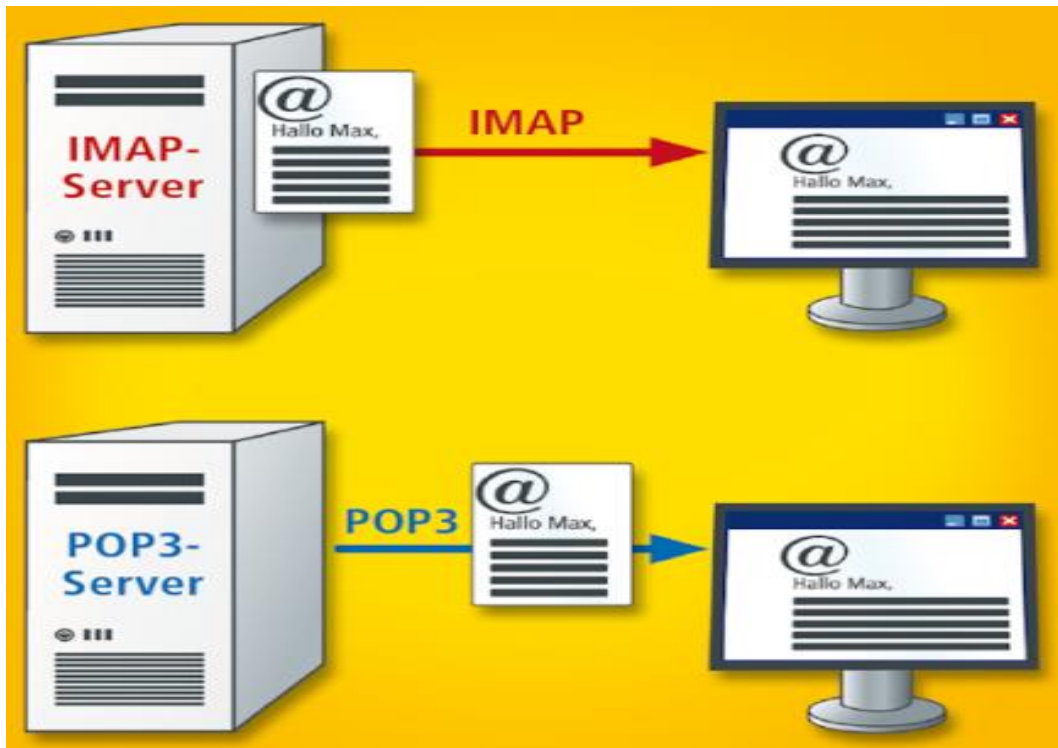 IMAP-
Server
@
Hallo Max,
IMAP
@
Hallo Max,
POP3-
Server
POP3
@
Hallo Max,
@
Hallo Max,